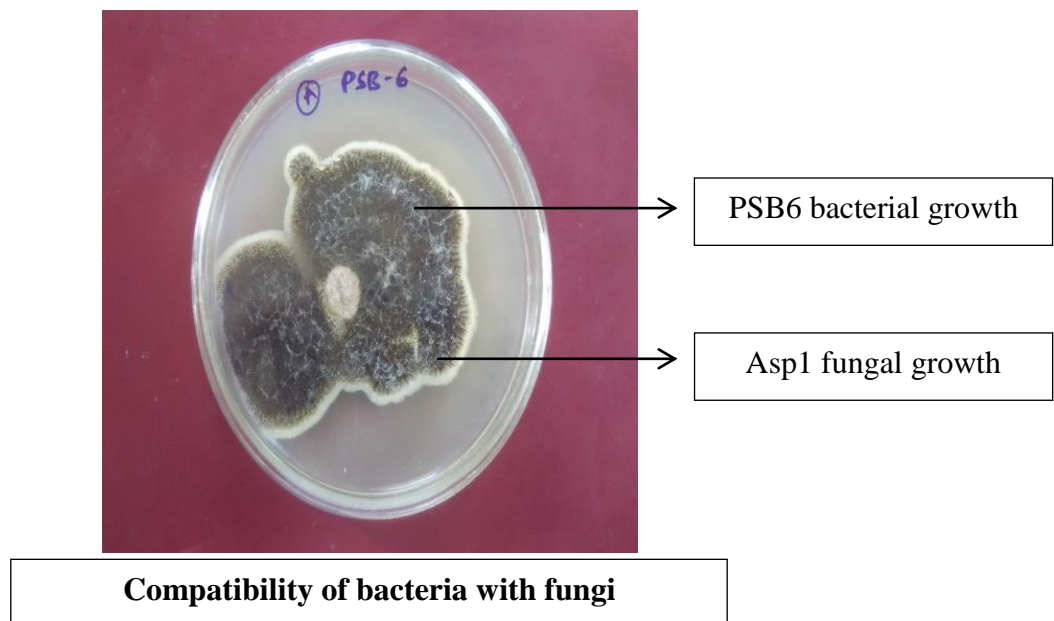 Ⓐ PSB-6
PSB6 bacterial growth
Asp1 fungal growth
Compatibility of bacteria with fungi